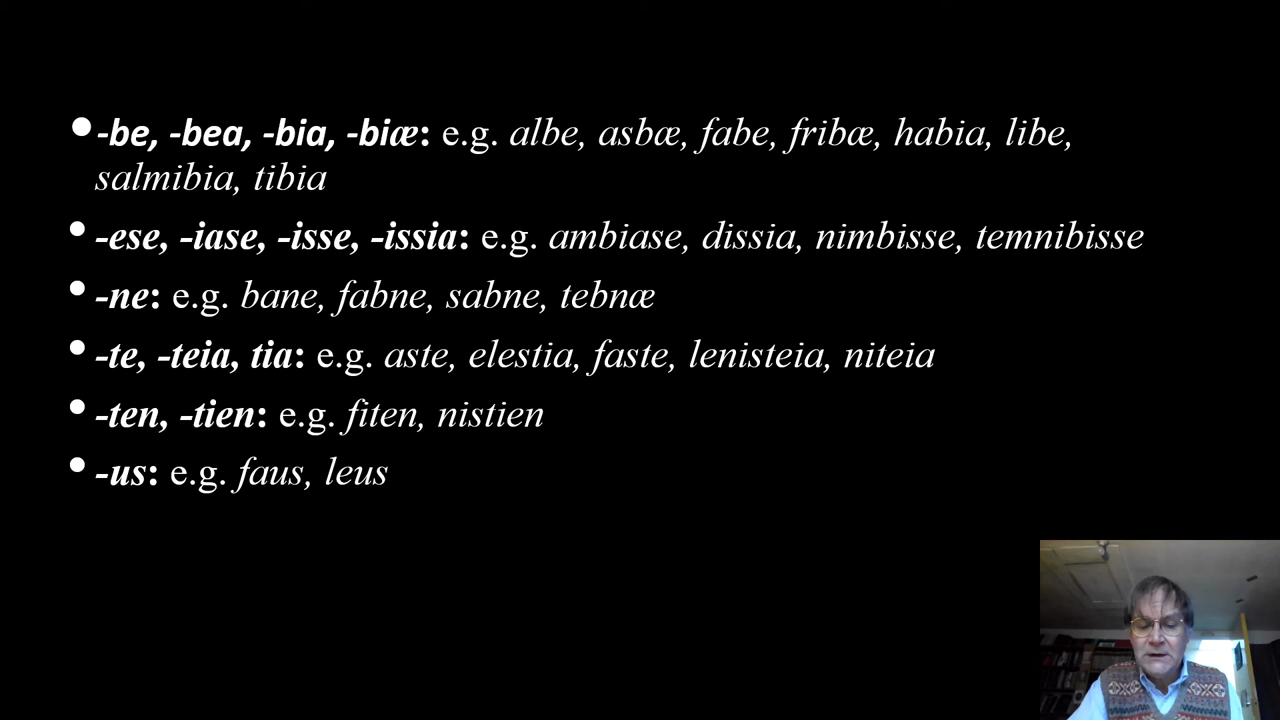 •-be, -bea, -bia, -biæ: e.g. albe, asbæ, fabe, fribæ, habia, libe,
salmibia, tibia
•-ese, -iase, -isse, -issia: e.g. ambiase, dissia, nimbisse, temnibisse
•-ne: e.g. bane, fabne, sabne, tebnæ
•-te, -teia, tia: e.g. aste, elestia, faste, lenisteia, niteia
•-ten, -tien: e.g. fiten, nistien
•-us: e.g. faus, leus